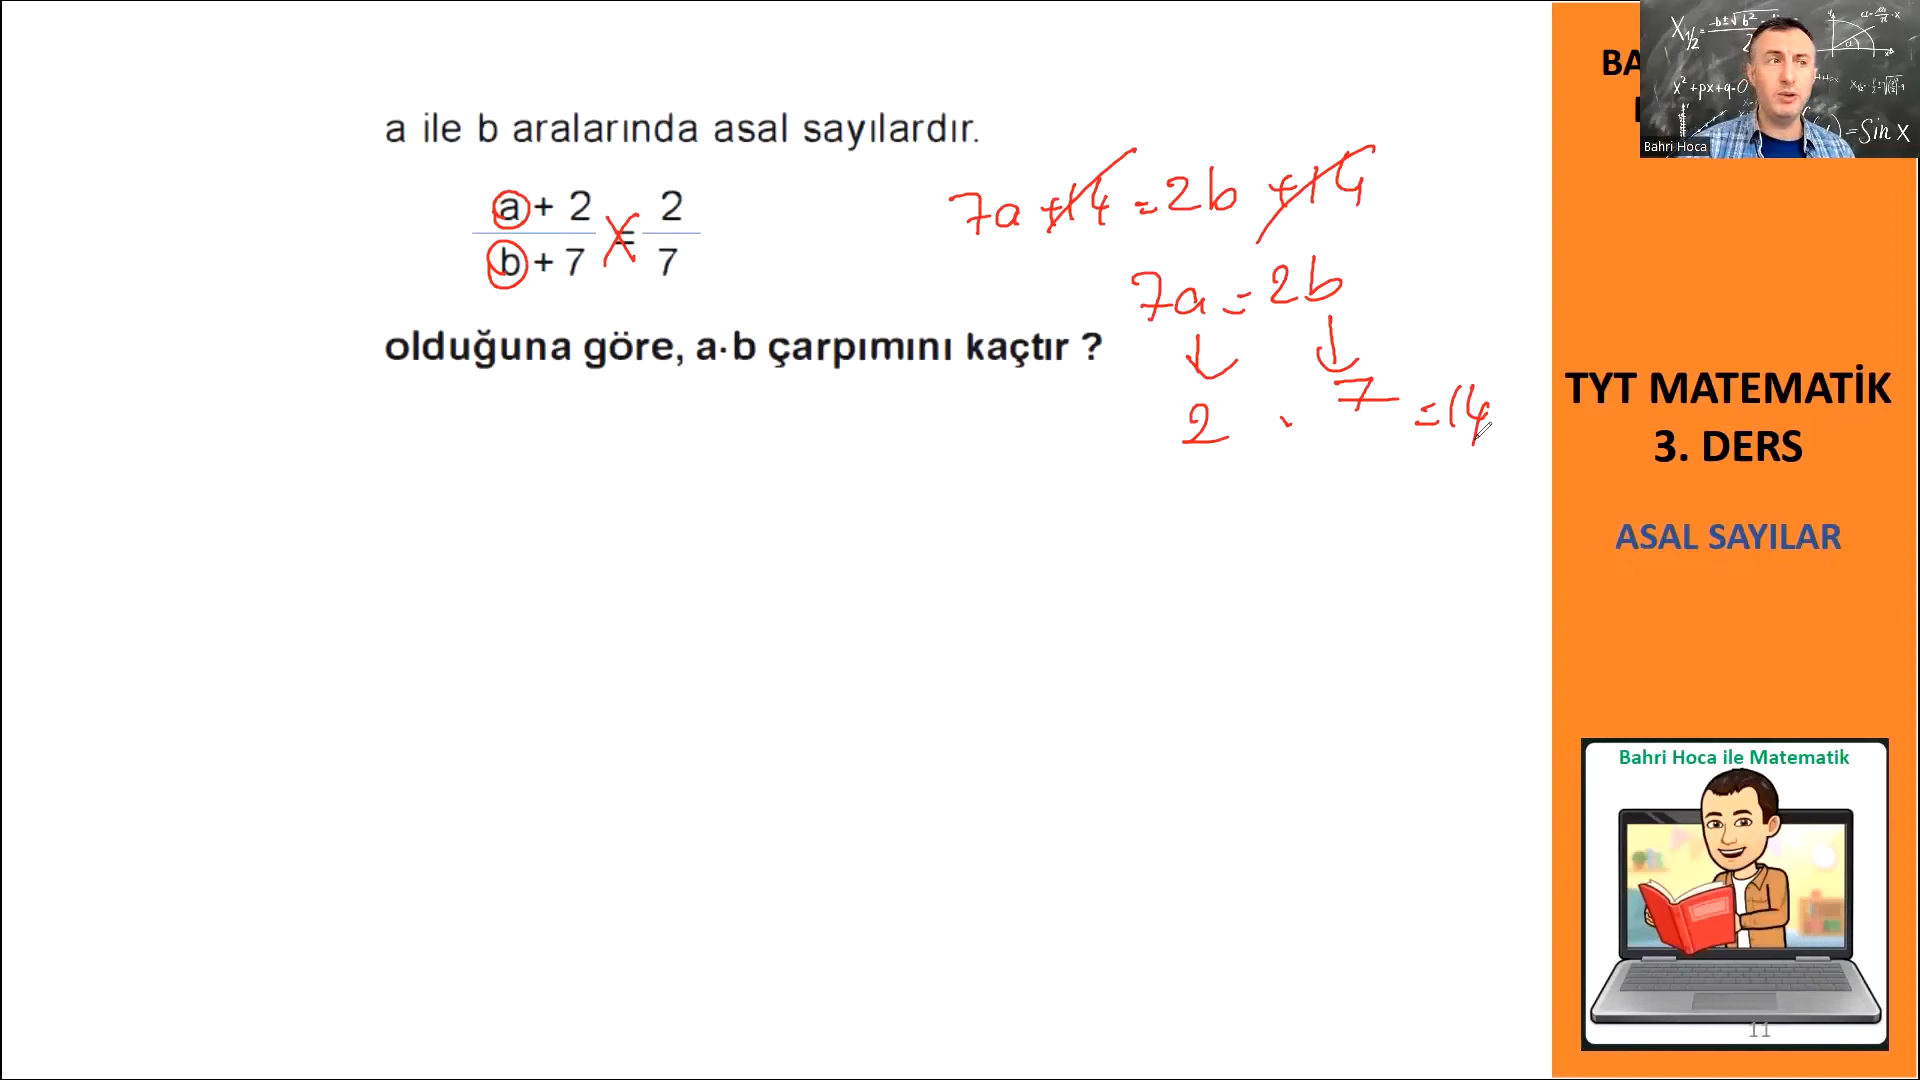 a ile b aralarında asal sayılardır.
a + 2 / b + 7 = 2 / 7
olduğuna göre, a·b çarpımını kaçtır ?
7a +14 = 2b +14
7a = 2b
2 . 7 = 14
BA
TYT MATEMATİK
3. DERS
ASAL SAYILAR
Bahri Hoca
x² + px + q = 0
= Sin x
Bahri Hoca ile Matematik
11